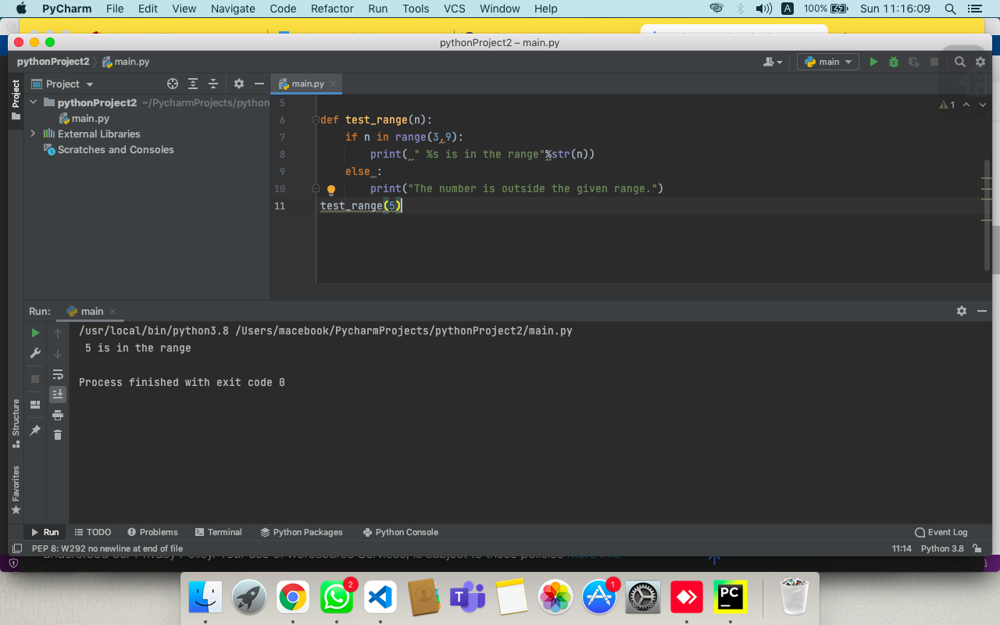 PyCharm File Edit View Navigate Code Refactor Run Tools VCS Window Help A 100% Sun 11:16:09
pythonProject2 – main.py
pythonProject2 main.py main
Project main.py
Project
pythonProject2 ~/PycharmProjects/python
main.py
External Libraries
Scratches and Consoles
1
5
6 def test_range(n):
7 if n in range(3,9):
8 print( " %s is in the range"%str(n))
9 else :
10 print("The number is outside the given range.")
11 test_range(5)
Run: main
/usr/local/bin/python3.8 /Users/macebook/PycharmProjects/pythonProject2/main.py
5 is in the range
Process finished with exit code 0
Structure
Favorites
Run TODO Problems Terminal Python Packages Python Console Event Log
PEP 8: W292 no newline at end of file 11:14 Python 3.8
2
1
PC